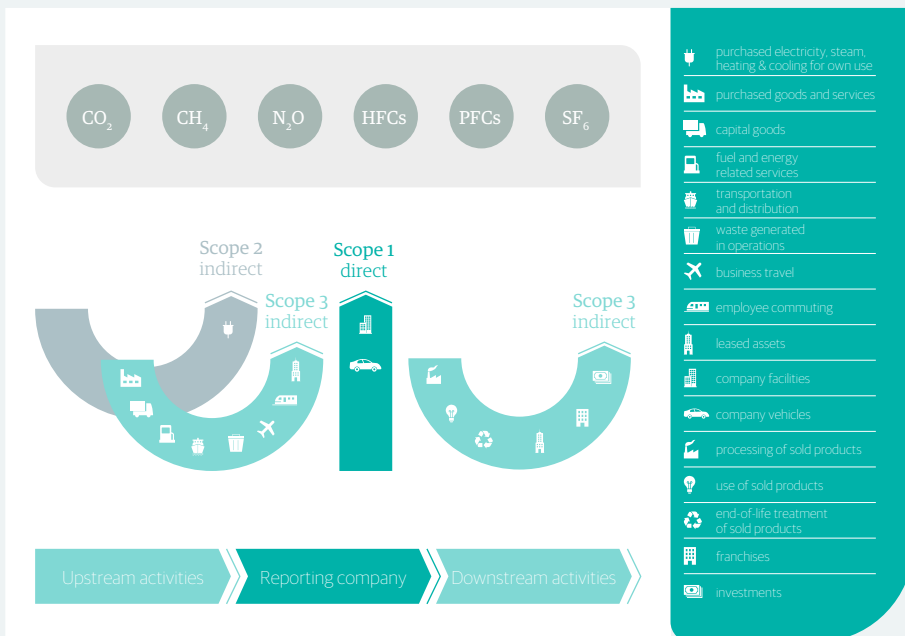 CO₂ CH₄ N₂O HFCs PFCs SF₆
Scope 2
indirect
Scope 3
indirect
Scope 1
direct
Scope 3
indirect
Upstream activities
Reporting company
Downstream activities
purchased electricity, steam,
heating & cooling for own use
purchased goods and services
capital goods
fuel and energy
related services
transportation
and distribution
waste generated
in operations
business travel
employee commuting
leased assets
company facilities
company vehicles
processing of sold products
use of sold products
end-of-life treatment
of sold products
franchises
investments